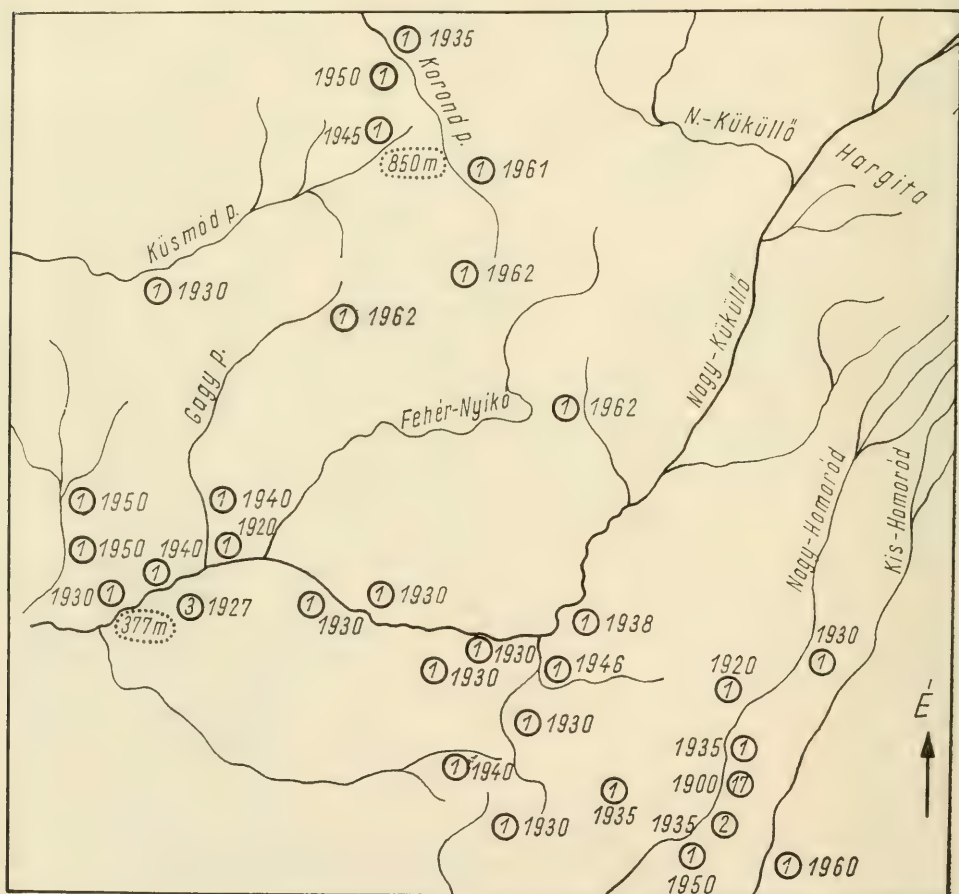 ① 1935
1950 ①
Korond p.
1945 ①
850m
① 1961
N.-Küküllő
Hargita
Küsmöd p.
① 1930
① 1962
① 1962
Gagy p.
Fehér-Nyikó
① 1962
Nagy-Küküllő
Nagy-Homoród
Kis-Homoród
① 1950
① 1940
① 1920
① 1950
① 1940
1930 ①
③ 1927
377m
① 1930
① 1930
① 1938
① 1930
① 1930
① 1946
① 1930
1920 ①
É
① 1930
1935 ①
① 1940
1900 ⑰
① 1935
① 1930
1935 ②
① 1950
① 1960